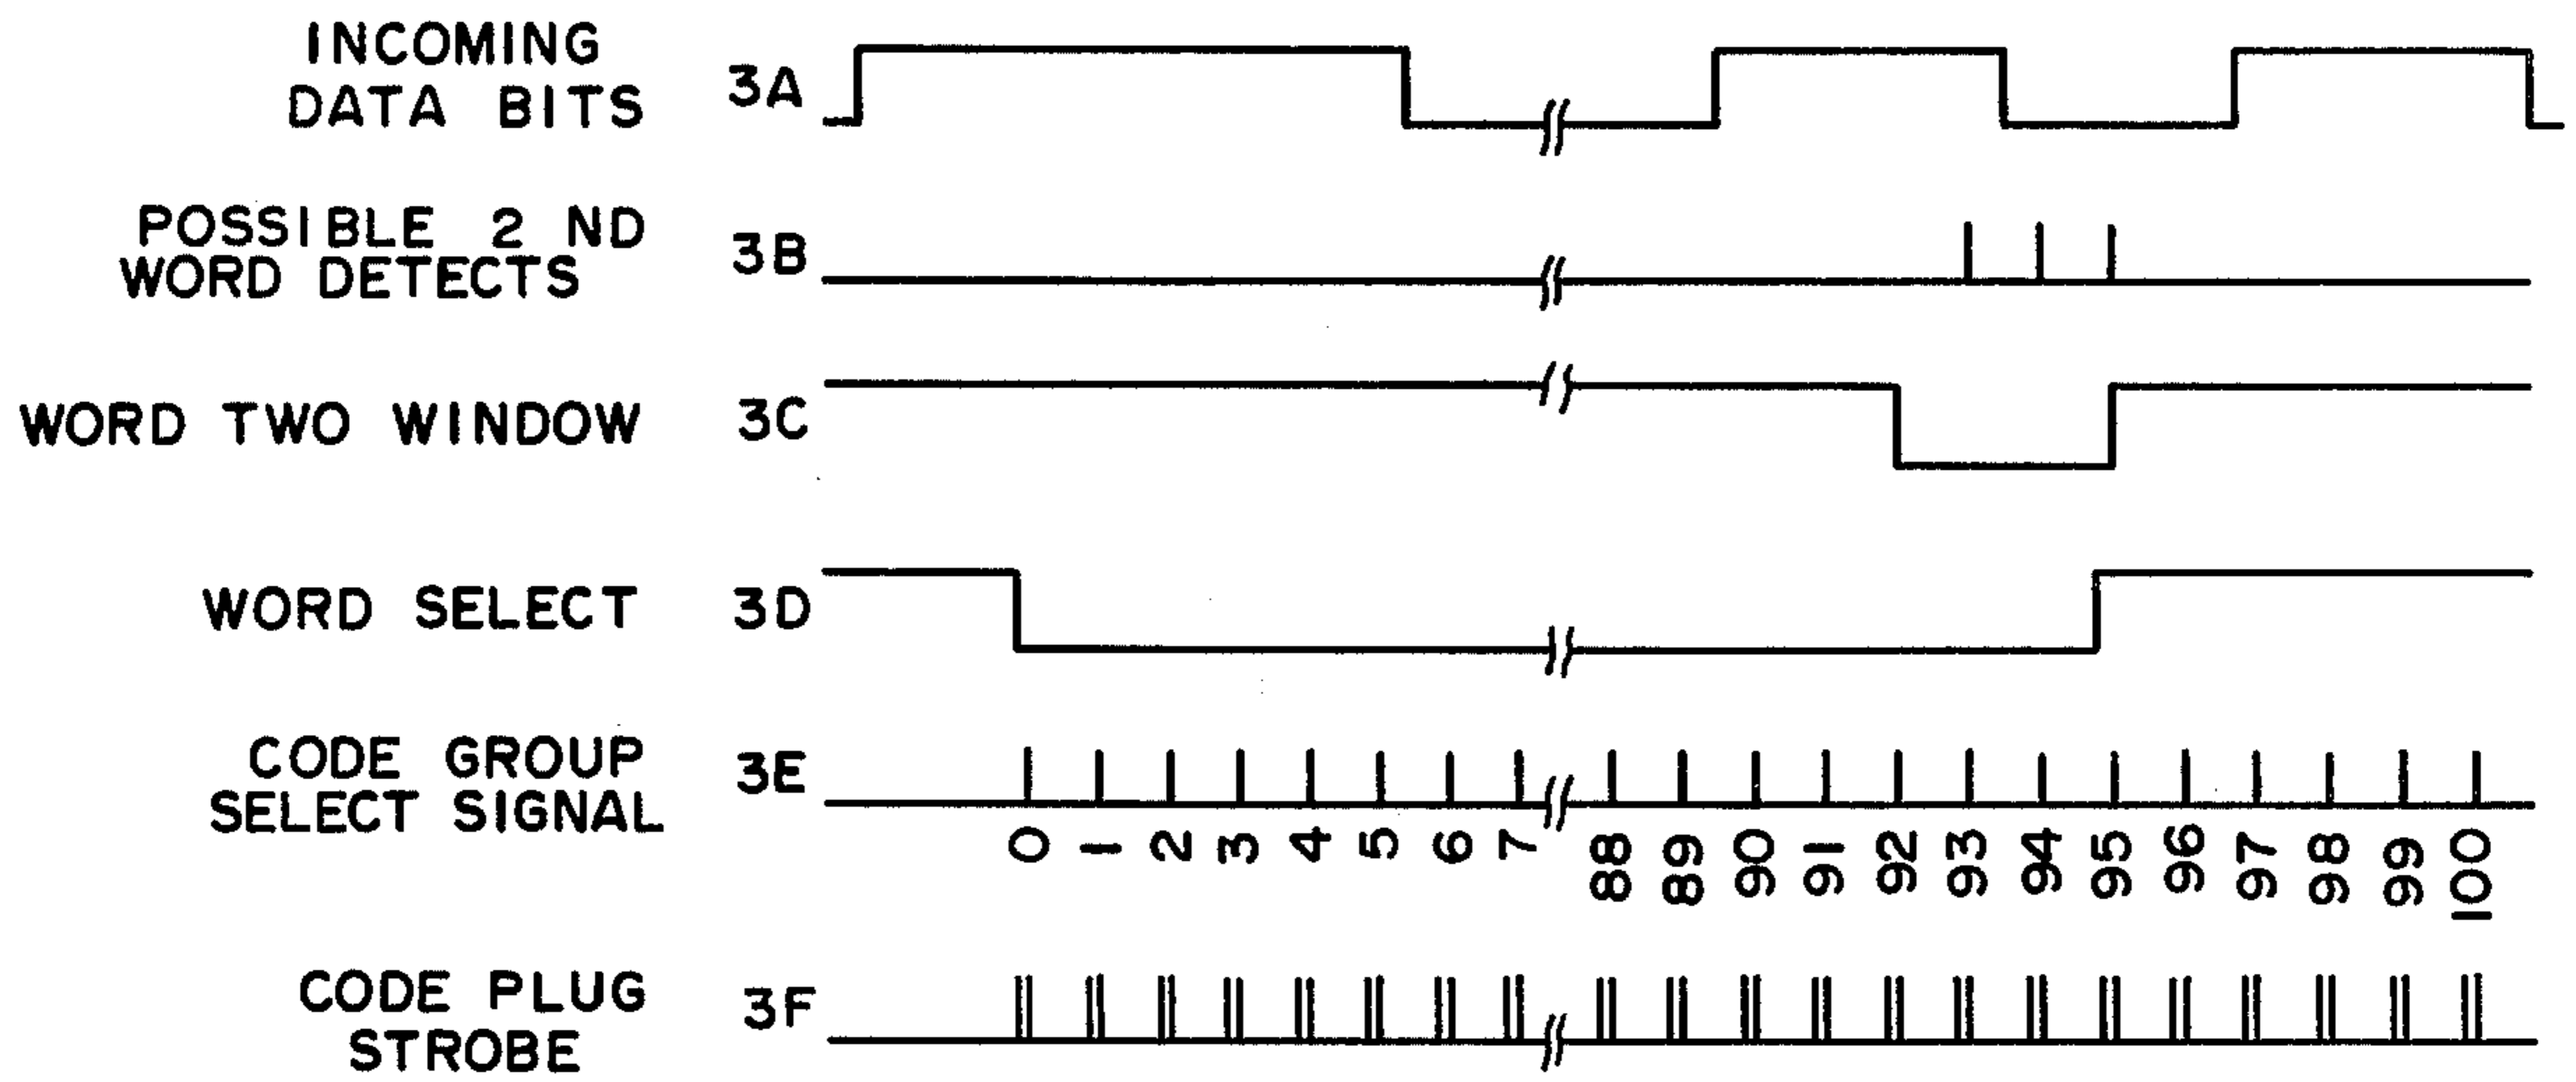 INCOMING
DATA BITS 3A
POSSIBLE 2 ND
WORD DETECTS 3B
WORD TWO WINDOW 3C
WORD SELECT 3D
CODE GROUP
SELECT SIGNAL 3E
0 1 2 3 4 5 6 7 88 89 90 91 92 93 94 95 96 97 98 99 100
CODE PLUG
STROBE 3F